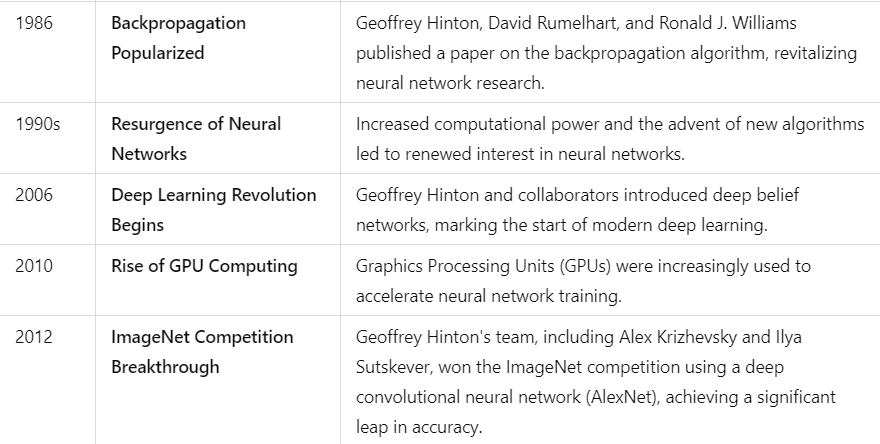 1986
Backpropagation
Popularized
Geoffrey Hinton, David Rumelhart, and Ronald J. Williams
published a paper on the backpropagation algorithm, revitalizing
neural network research.
1990s
Resurgence of Neural
Networks
Increased computational power and the advent of new algorithms
led to renewed interest in neural networks.
2006
Deep Learning Revolution
Begins
Geoffrey Hinton and collaborators introduced deep belief
networks, marking the start of modern deep learning.
2010
Rise of GPU Computing
Graphics Processing Units (GPUs) were increasingly used to
accelerate neural network training.
2012
ImageNet Competition
Breakthrough
Geoffrey Hinton's team, including Alex Krizhevsky and Ilya
Sutskever, won the ImageNet competition using a deep
convolutional neural network (AlexNet), achieving a significant
leap in accuracy.